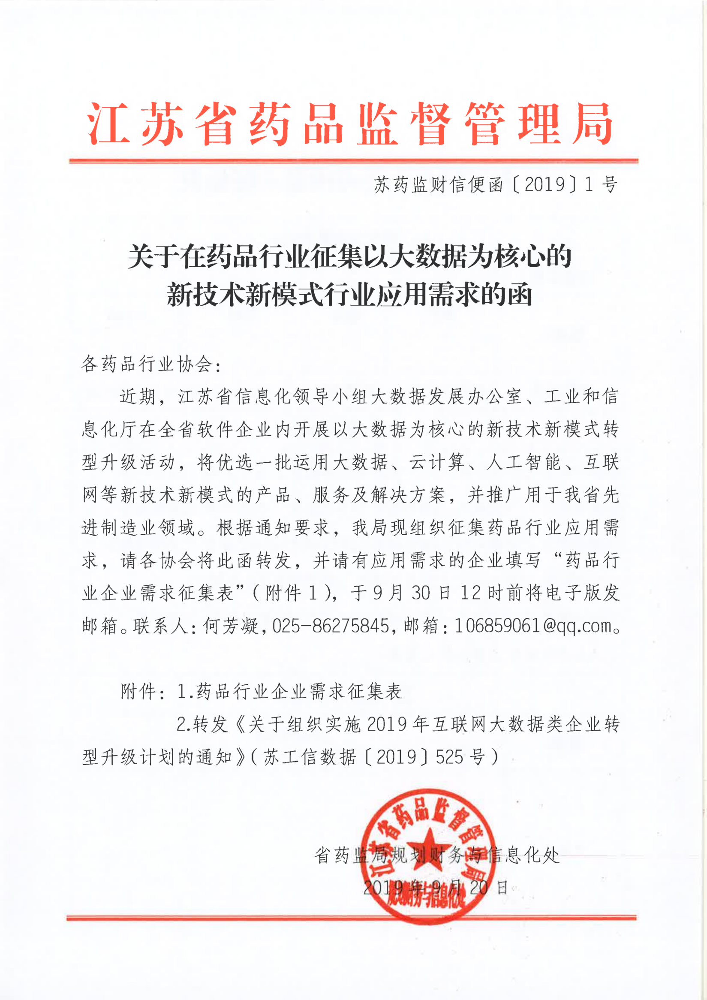 江苏省药品监督管理局
苏药监财信便函〔2019〕1 号
关于在药品行业征集以大数据为核心的
新技术新模式行业应用需求的函
各药品行业协会：
近期，江苏省信息化领导小组大数据发展办公室、工业和信
息化厅在全省软件企业内开展以大数据为核心的新技术新模式转
型升级活动，将优选一批运用大数据、云计算、人工智能、互联
网等新技术新模式的产品、服务及解决方案，并推广用于我省先
进制造业领域。根据通知要求，我局现组织征集药品行业应用需
求，请各协会将此函转发，并请有应用需求的企业填写“药品行
业企业需求征集表”（附件 1），于 9 月 30 日 12 时前将电子版发
邮箱。联系人：何芳凝，025-86275845，邮箱：106859061@qq.com。
附件：1.药品行业企业需求征集表
2.转发《关于组织实施 2019 年互联网大数据类企业转
型升级计划的通知》（苏工信数据〔2019〕525 号）
江苏省药品监督管理局
省药监局规划财务与信息化处
2019 年 9 月 20 日
规划财务与信息化处